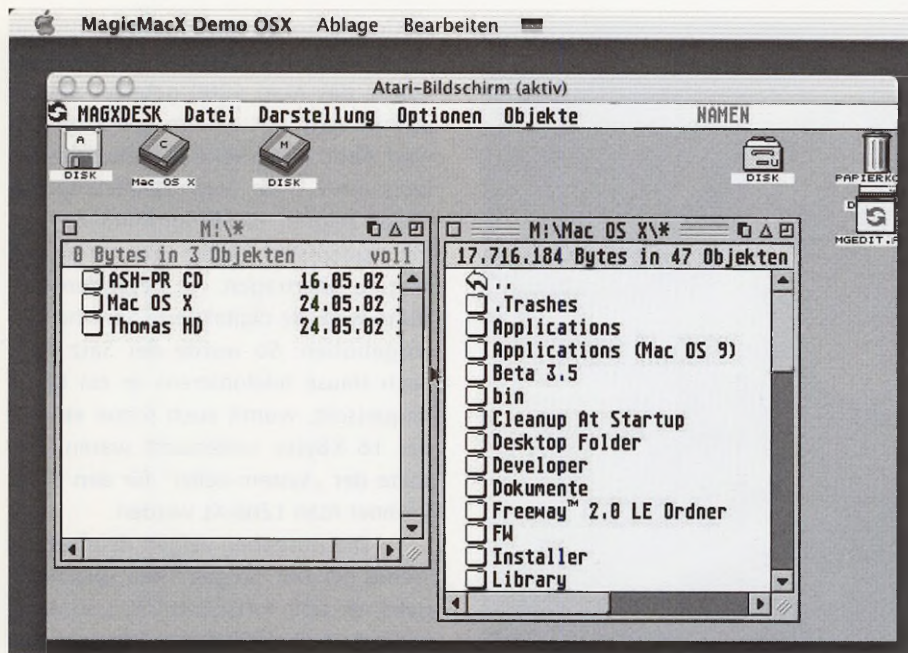 MagicMacX Demo OSX Ablage Bearbeiten
Atari-Bildschirm (aktiv)
MAGXDESK Datei Darstellung Optionen Objekte NAMEN
A
DISK
C
Mac OS X
M
DISK
DISK
PAPIERKO
MGEDIT.A
M:\*
0 Bytes in 3 Objekten voll
ASH-PR CD 16.05.02
Mac OS X 24.05.02
Thomas HD 24.05.02
M:\Mac OS X\*
17.716.184 Bytes in 47 Objekten
..
.Trashes
Applications
Applications (Mac OS 9)
Beta 3.5
bin
Cleanup At Startup
Desktop Folder
Developer
Dokumente
Freeway™ 2.0 LE Ordner
FW
Installer
Library